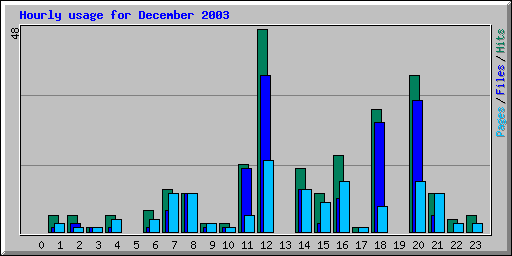 Hourly usage for December 2003
48
Pages / Files / Hits
0 1 2 3 4 5 6 7 8 9 10 11 12 13 14 15 16 17 18 19 20 21 22 23